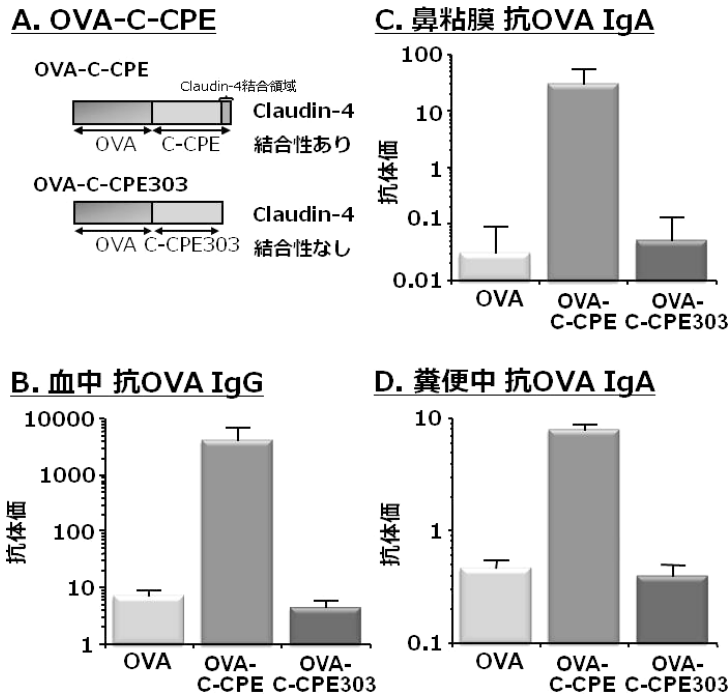 A. OVA-C-CPE
OVA-C-CPE
Claudin-4結合領域
Claudin-4
結合性あり
OVA C-CPE
OVA-C-CPE303
Claudin-4
結合性なし
OVA C-CPE303
C. 鼻粘膜 抗OVA IgA
抗体価
100
10
1
0.1
0.01
OVA
OVA-
C-CPE
OVA-
C-CPE303
B. 血中 抗OVA IgG
抗体価
10000
1000
100
10
1
OVA
OVA-
C-CPE
OVA-
C-CPE303
D. 糞便中 抗OVA IgA
抗体価
10
1
0.1
OVA
OVA-
C-CPE
OVA-
C-CPE303